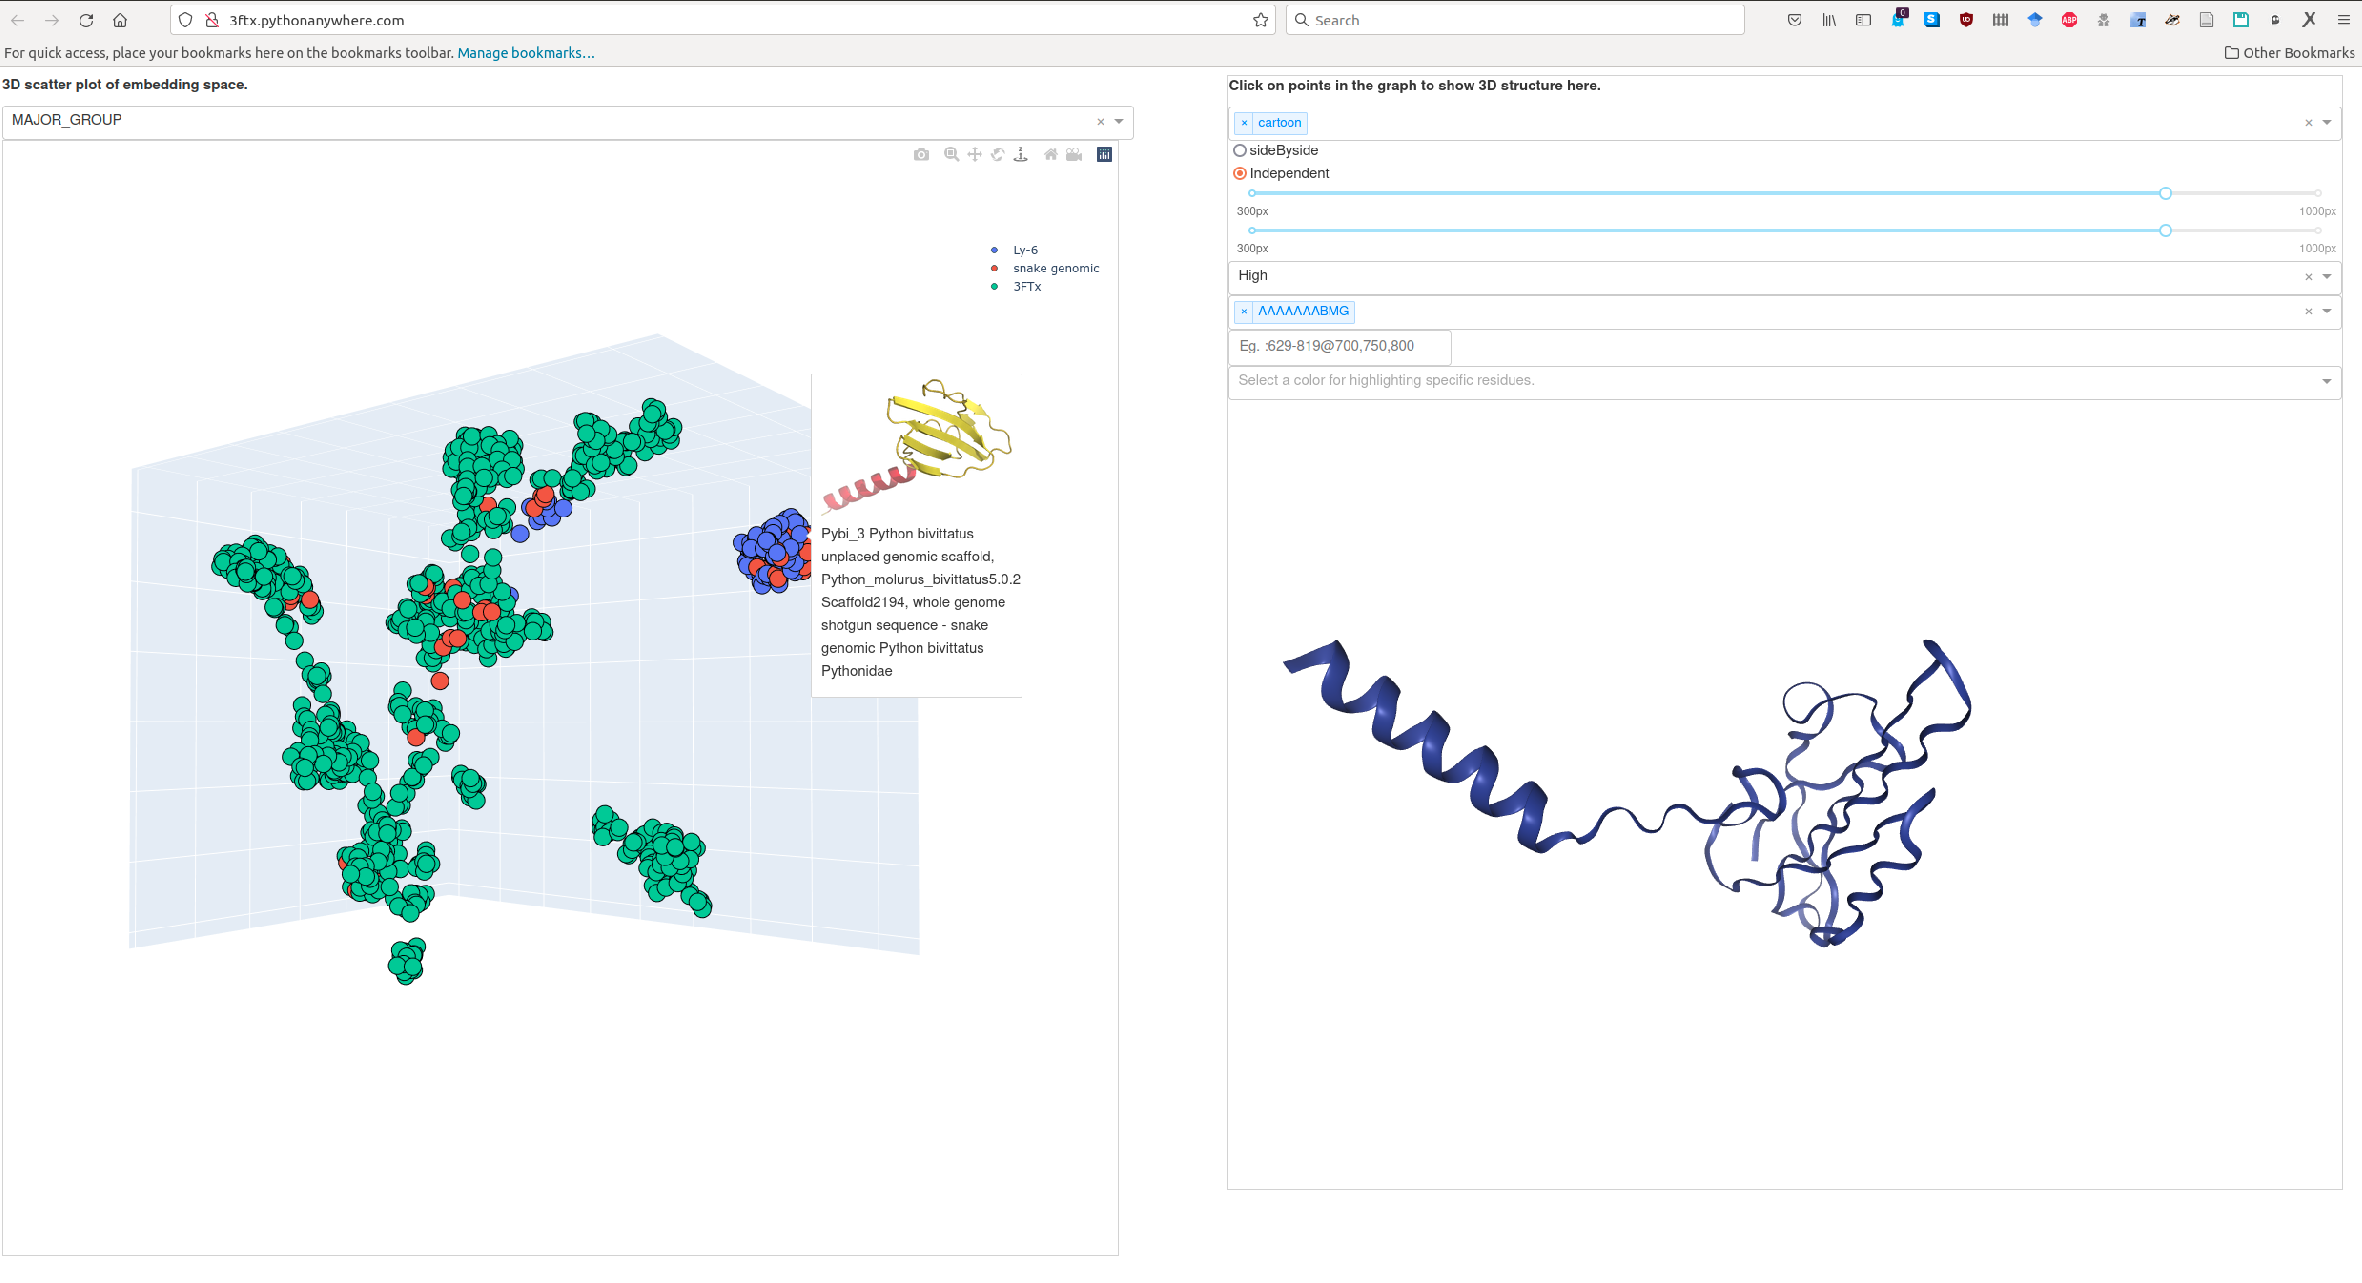 3ftx.pythonanywhere.com
Search
0
ABP
For quick access, place your bookmarks here on the bookmarks toolbar. Manage bookmarks...
Other Bookmarks
3D scatter plot of embedding space.
MAJOR_GROUP
Ly-6
snake genomic
3FTx
Pybi_3 Python bivittatus
unplaced genomic scaffold,
Python_molurus_bivittatus5.0.2
Scaffold2194, whole genome
shotgun sequence - snake
genomic Python bivittatus
Pythonidae
Click on points in the graph to show 3D structure here.
× cartoon
sideByside
Independent
300px 1000px
300px 1000px
High
× AAAAAAABMG
Eg. :629-819@700,750,800
Select a color for highlighting specific residues.